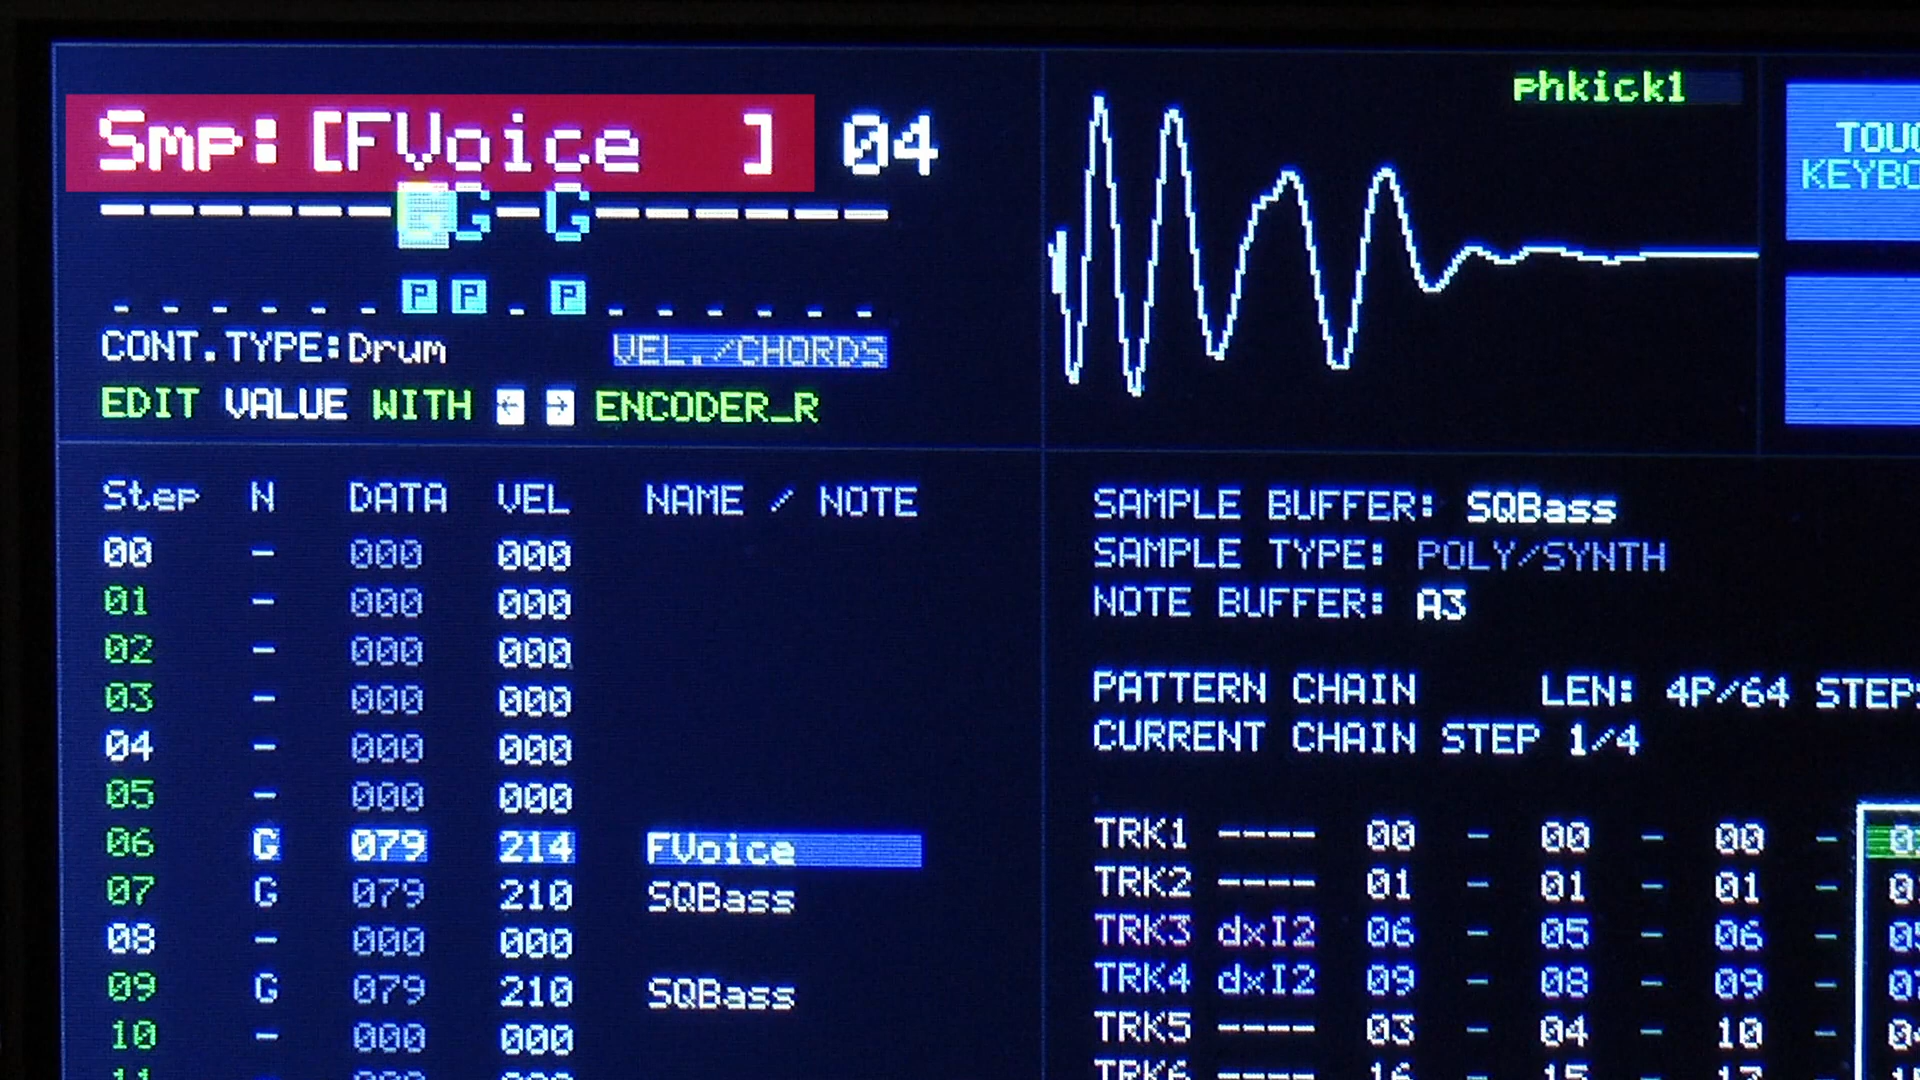 Smp:[FVoice ] 04
------GG-G------
- - - - - - P P - P - - - - - -
CONT.TYPE:Drum VEL./CHORDS
EDIT VALUE WITH ← → ENCODER_R
phkick1
TOUC
KEYBO
Step N DATA VEL NAME / NOTE
00 - 000 000
01 - 000 000
02 - 000 000
03 - 000 000
04 - 000 000
05 - 000 000
06 G 079 214 FVoice
07 G 079 210 SQBass
08 - 000 000
09 G 079 210 SQBass
10 - 000 000
SAMPLE BUFFER: SQBass
SAMPLE TYPE: POLY/SYNTH
NOTE BUFFER: A3
PATTERN CHAIN LEN: 4P/64 STEPS
CURRENT CHAIN STEP 1/4
TRK1 ---- 00 - 00 - 00 -
TRK2 ---- 01 - 01 - 01 -
TRK3 dxI2 06 - 05 - 06 -
TRK4 dxI2 09 - 08 - 09 -
TRK5 ---- 03 - 04 - 10 -